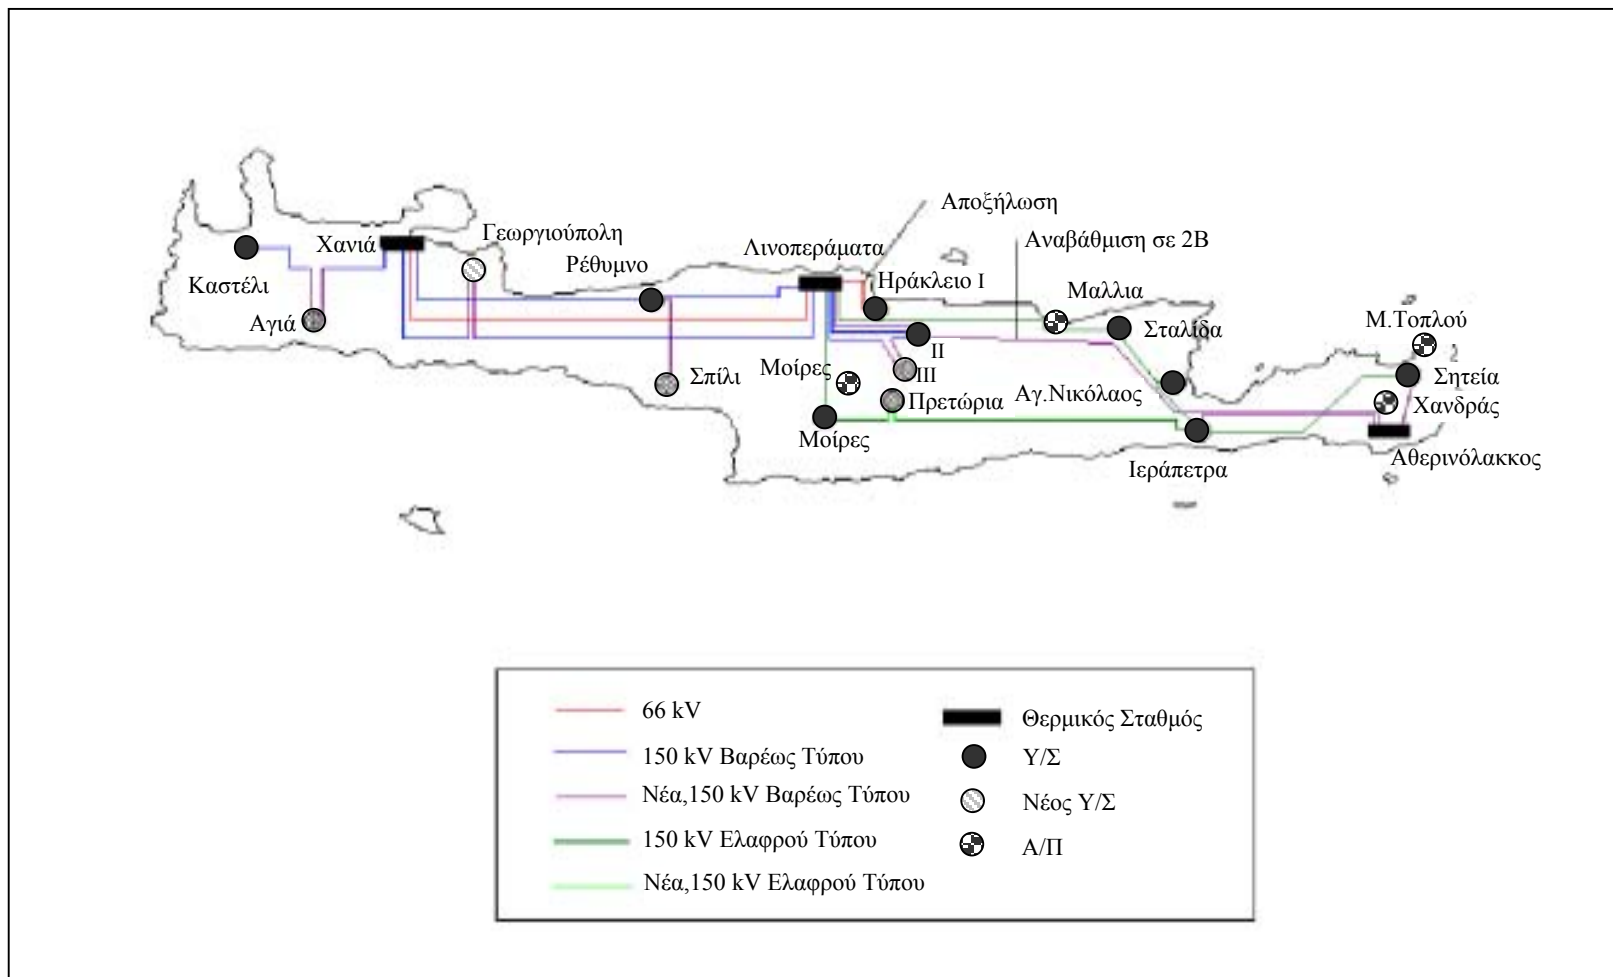 Αποξήλωση
Γεωργιούπολη
Χανιά
Αναβάθμιση σε 2Β
Λινοπεράματα
Ρέθυμνο
Ηράκλειο Ι
Καστέλι
Μαλλια
Αγιά
Σταλίδα
Μ.Τοπλού
ΙΙ
Μοίρες
ΙΙΙ
Σπίλι
Σητεία
Αγ.Νικόλαος
Πρετώρια
Χανδράς
Μοίρες
Αθερινόλακκος
Ιεράπετρα
66 kV
150 kV Βαρέως Τύπου
Νέα,150 kV Βαρέως Τύπου
150 kV Ελαφρού Τύπου
Νέα,150 kV Ελαφρού Τύπου
Θερμικός Σταθμός
Υ/Σ
Νέος Υ/Σ
Α/Π